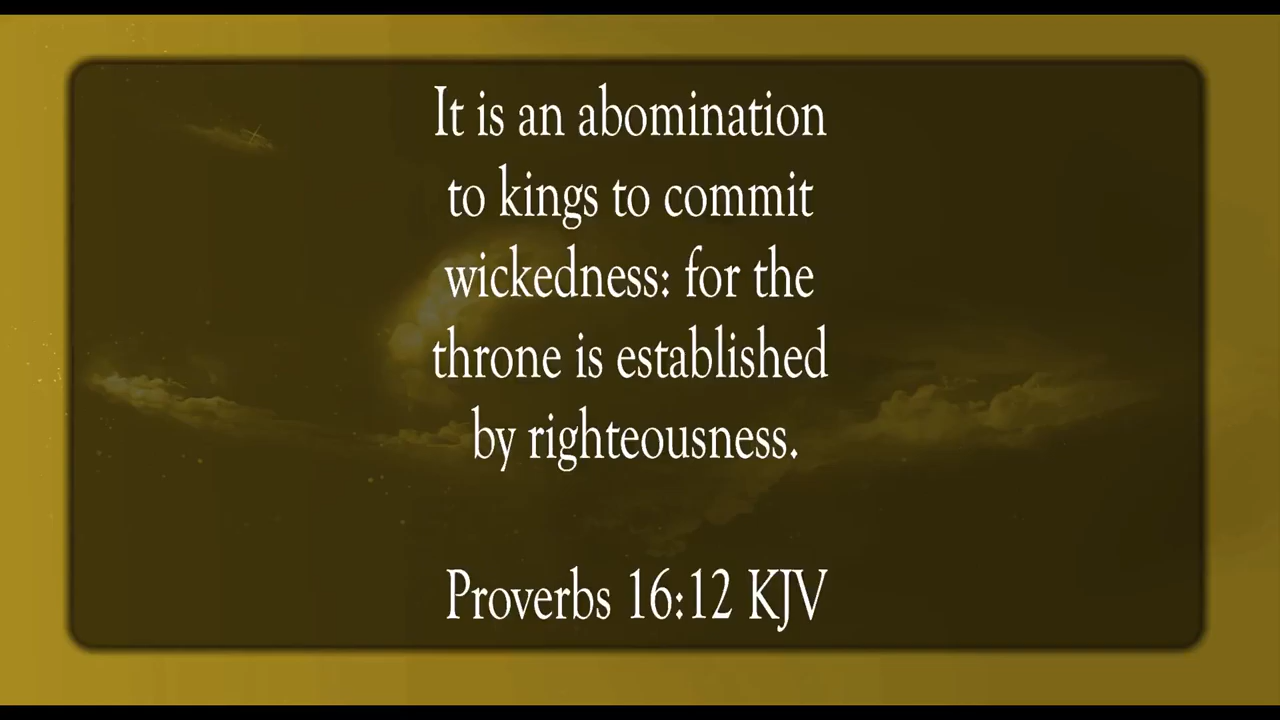 It is an abomination
to kings to commit
wickedness: for the
throne is established
by righteousness.
Proverbs 16:12 KJV